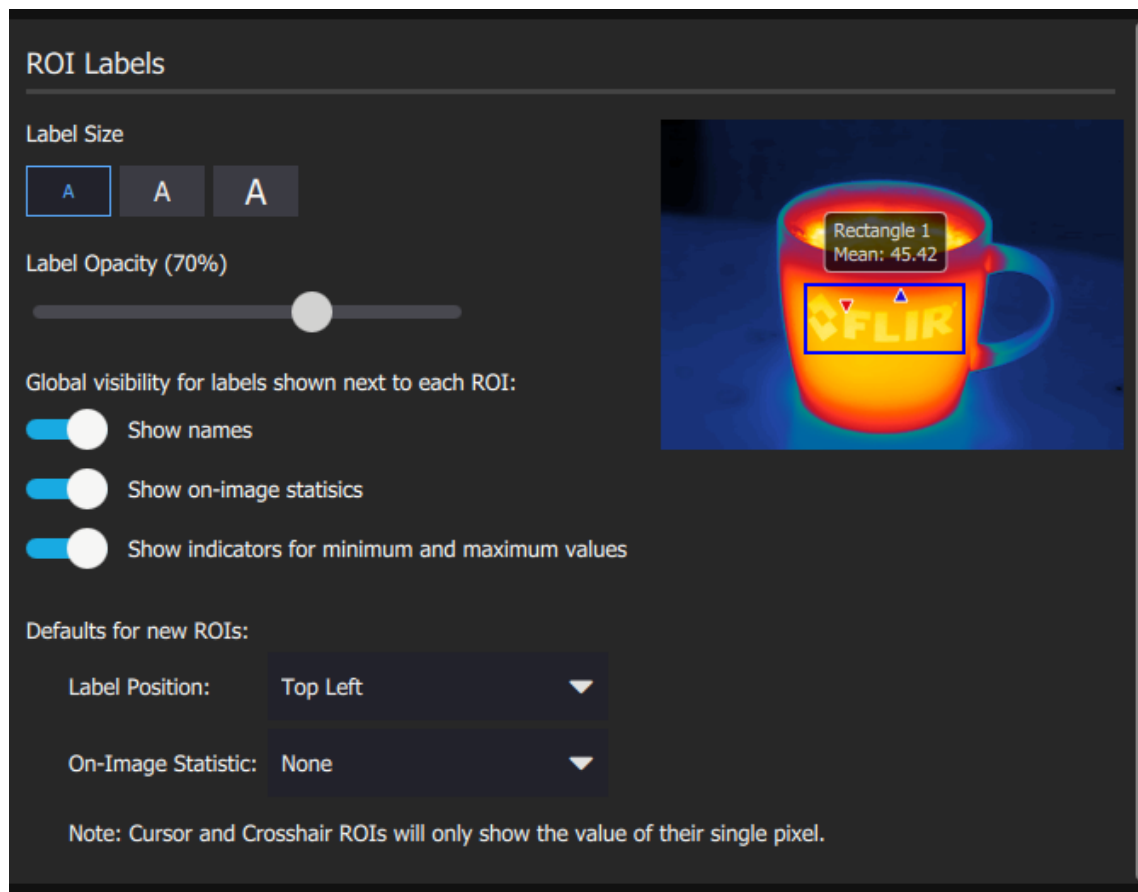 ROI Labels
Label Size
A A A
Label Opacity (70%)
Global visibility for labels shown next to each ROI:
Show names
Show on-image statisics
Show indicators for minimum and maximum values
Rectangle 1
Mean: 45.42
FLIR
Defaults for new ROIs:
Label Position: Top Left
On-Image Statistic: None
Note: Cursor and Crosshair ROIs will only show the value of their single pixel.